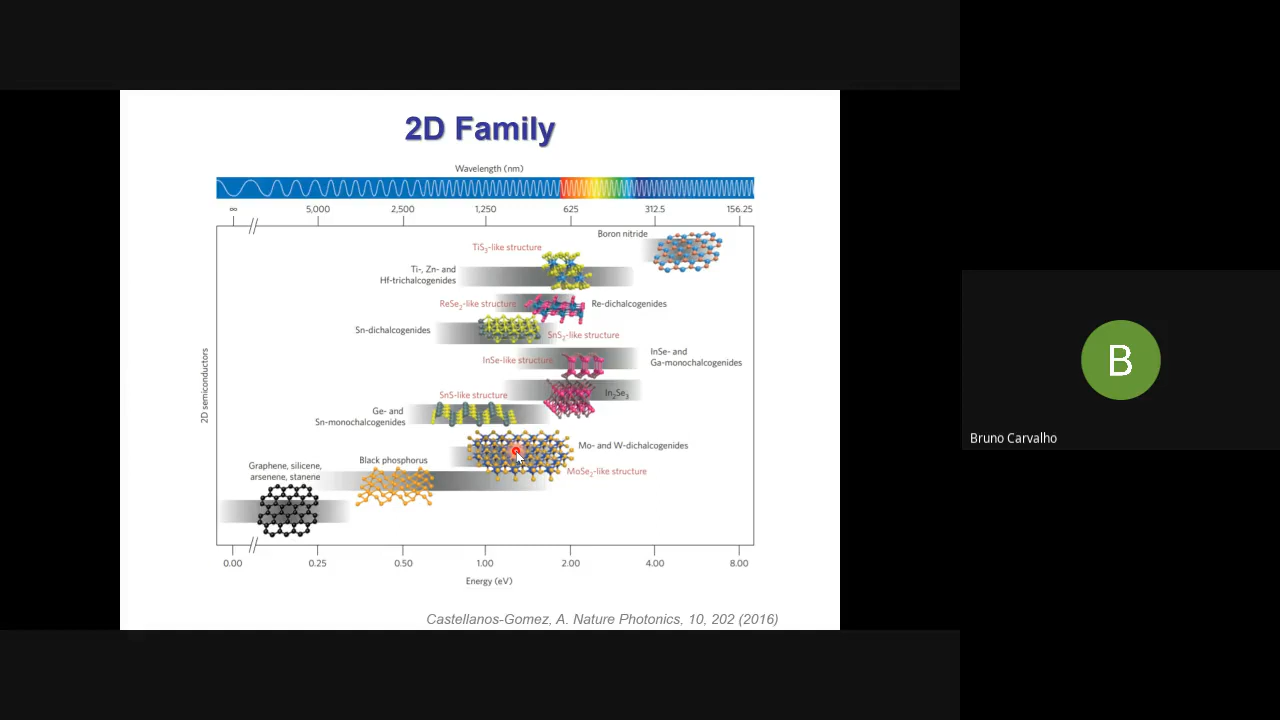 2D Family
Wavelength (nm)
∞ 5,000 2,500 1,250 625 312.5 156.25
Boron nitride
TiS3-like structure
Ti-, Zn- and
Hf-trichalcogenides
ReSe2-like structure
Re-dichalcogenides
Sn-dichalcogenides
SnS2-like structure
InSe-like structure
InSe- and
Ga-monochalcogenides
In2Se3
SnS-like structure
Ge- and
Sn-monochalcogenides
Mo- and W-dichalcogenides
MoSe2-like structure
Black phosphorus
Graphene, silicene,
arsenene, stanene
2D semiconductors
0.00 0.25 0.50 1.00 2.00 4.00 8.00
Energy (eV)
Castellanos-Gomez, A. Nature Photonics, 10, 202 (2016)
B
Bruno Carvalho